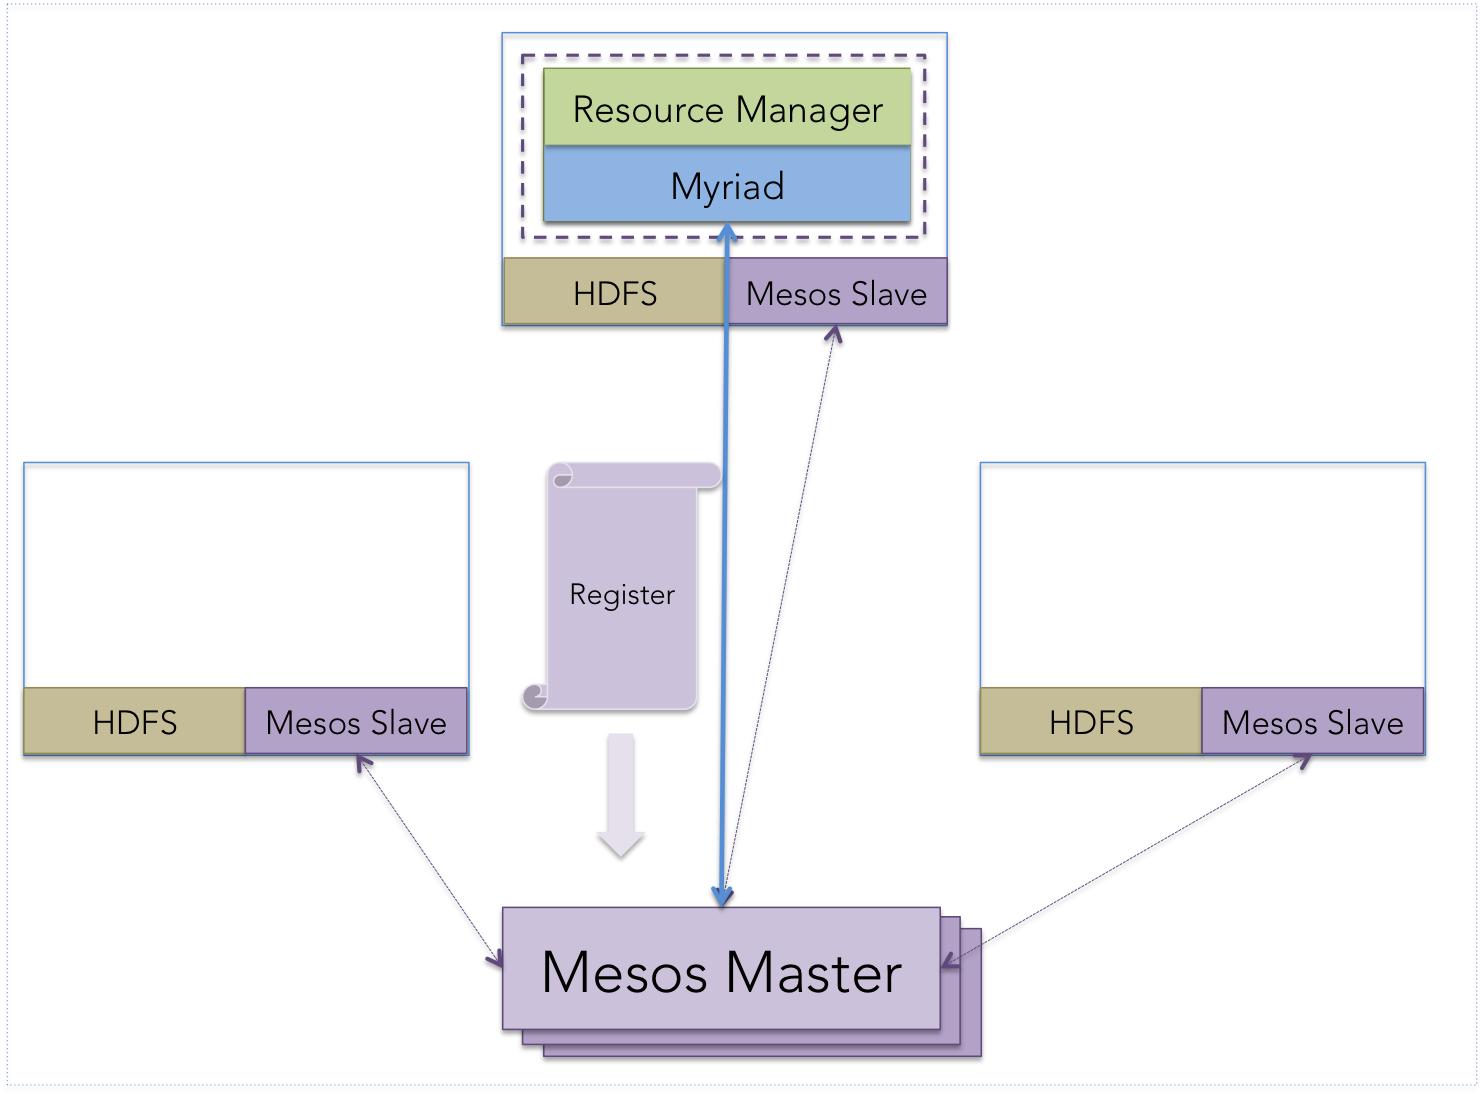 Resource Manager
Myriad
HDFS
Mesos Slave
Register
HDFS
Mesos Slave
HDFS
Mesos Slave
Mesos Master